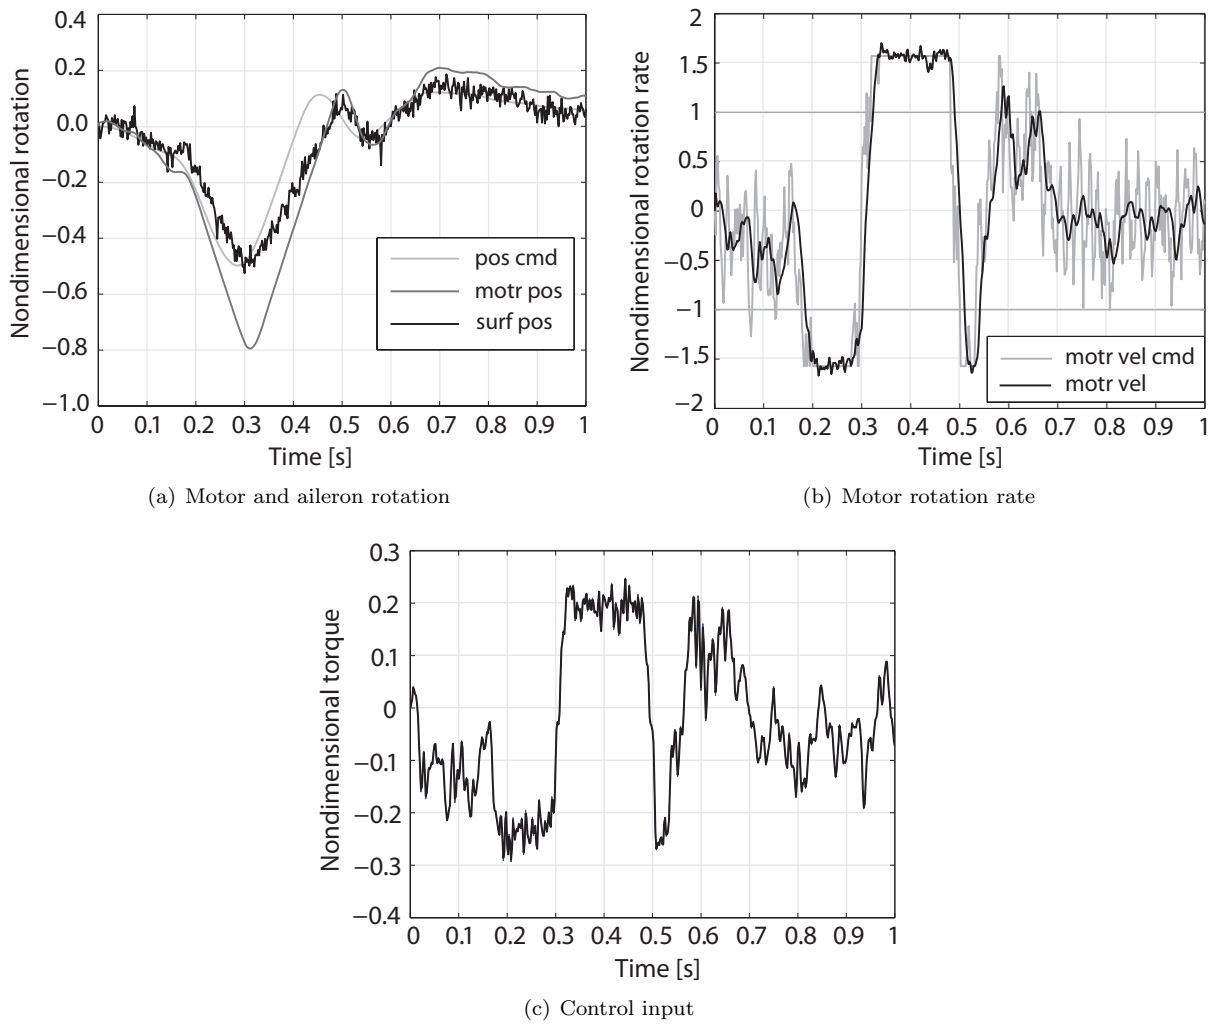 0.4
0.2
0.0
−0.2
−0.4
−0.6
−0.8
−1.0
Nondimensional rotation
pos cmd
motr pos
surf pos
0 0.1 0.2 0.3 0.4 0.5 0.6 0.7 0.8 0.9 1
Time [s]
(a) Motor and aileron rotation
2
1.5
1
0.5
0
−0.5
−1
−1.5
−2
Nondimensional rotation rate
motr vel cmd
motr vel
0 0.1 0.2 0.3 0.4 0.5 0.6 0.7 0.8 0.9 1
Time [s]
(b) Motor rotation rate
0.3
0.2
0.1
0
−0.1
−0.2
−0.3
−0.4
Nondimensional torque
0 0.1 0.2 0.3 0.4 0.5 0.6 0.7 0.8 0.9 1
Time [s]
(c) Control input